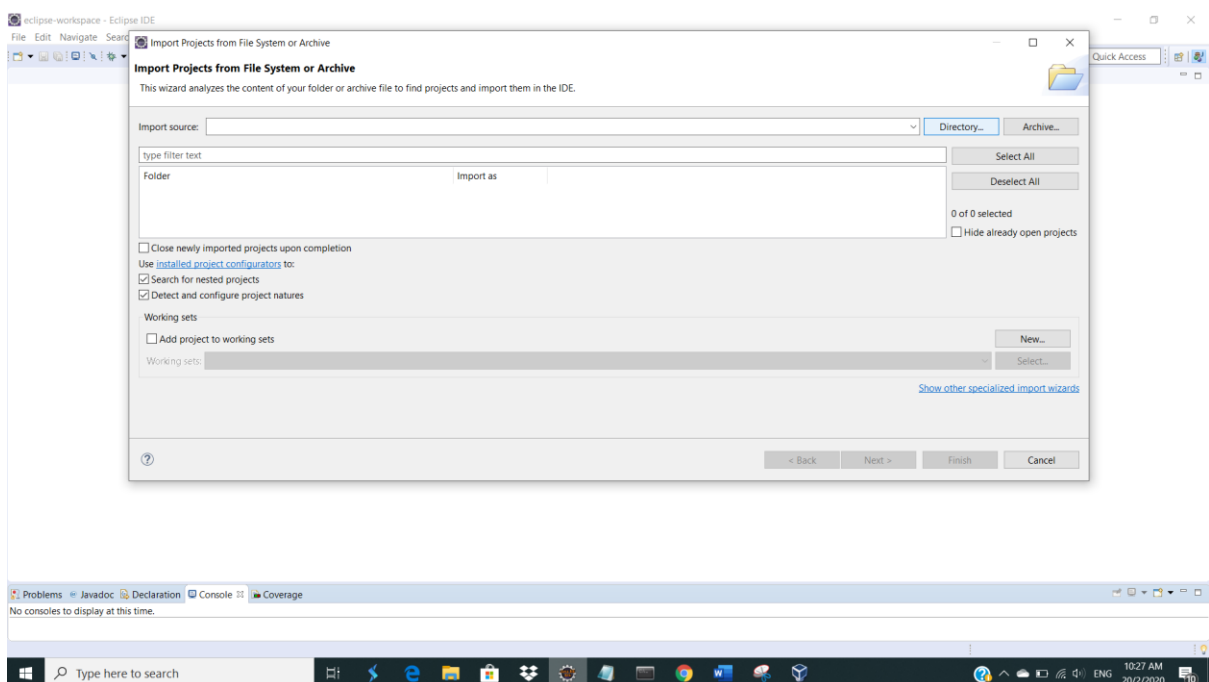 eclipse-workspace - Eclipse IDE
File Edit Navigate Searc
Import Projects from File System or Archive
Quick Access
Import Projects from File System or Archive
This wizard analyzes the content of your folder or archive file to find projects and import them in the IDE.
Import source: Directory... Archive...
type filter text Select All
Folder Import as Deselect All
0 of 0 selected
Hide already open projects
Close newly imported projects upon completion
Use installed project configurators to:
Search for nested projects
Detect and configure project natures
Working sets
Add project to working sets New...
Working sets: Select...
Show other specialized import wizards
< Back Next > Finish Cancel
Problems Javadoc Declaration Console Coverage
No consoles to display at this time.
Type here to search ENG 10:27 AM
20/2/2020